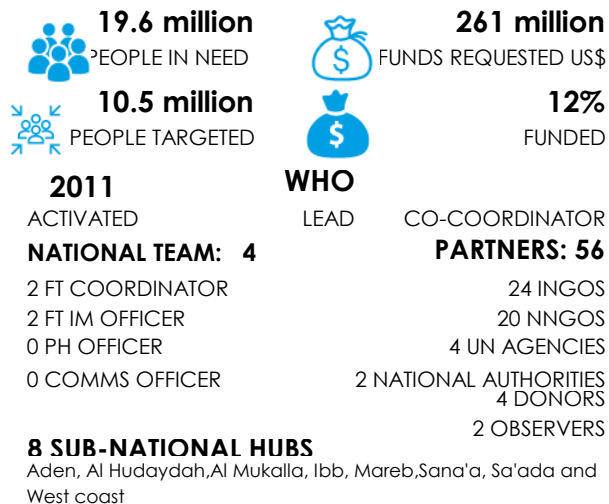 19.6 million
PEOPLE IN NEED
261 million
FUNDS REQUESTED US$
10.5 million
PEOPLE TARGETED
12%
FUNDED
2011
ACTIVATED
WHO
LEAD
CO-COORDINATOR
NATIONAL TEAM: 4
2 FT COORDINATOR
2 FT IM OFFICER
0 PH OFFICER
0 COMMS OFFICER
PARTNERS: 56
24 INGOS
20 NNGOS
4 UN AGENCIES
2 NATIONAL AUTHORITIES
4 DONORS
2 OBSERVERS
8 SUB-NATIONAL HUBS
Aden, Al Hudaydah,Al Mukalla, Ibb, Mareb,Sana'a, Sa'ada and
West coast